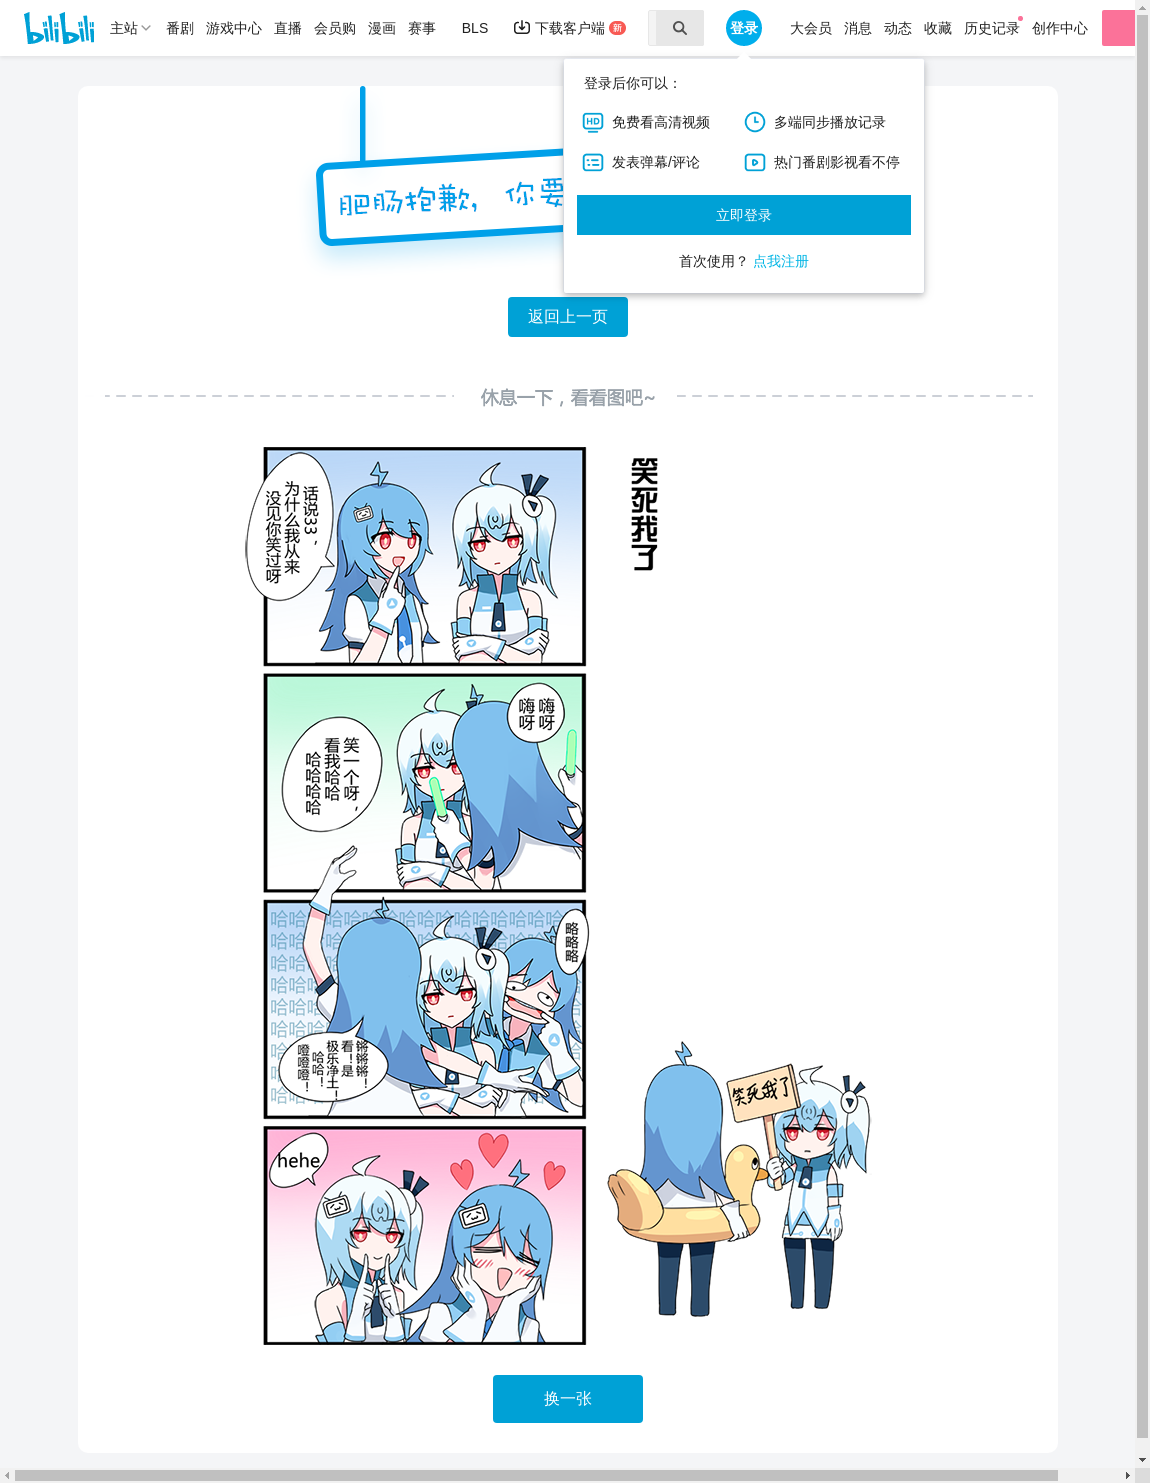 bilibili
主站
番剧
游戏中心
直播
会员购
漫画
赛事
BLS
下载客户端
新
登录
大会员
消息
动态
收藏
历史记录
创作中心
登录后你可以：
HD
免费看高清视频
多端同步播放记录
发表弹幕/评论
热门番剧影视看不停
立即登录
首次使用？ 点我注册
肥肠抱歉，你要
返回上一页
休息一下，看看图吧~
话说33，
为什么我从来
没见你笑过呀
笑死我了
嗨呀
嗨呀
笑一个呀，
看我哈哈
哈哈哈哈
哈哈哈哈哈哈哈哈哈哈哈哈哈哈哈哈
略略略
锵锵锵！
看！是
极乐净土！
哈哈！
噔噔噔！
笑死我了
hehe
换一张